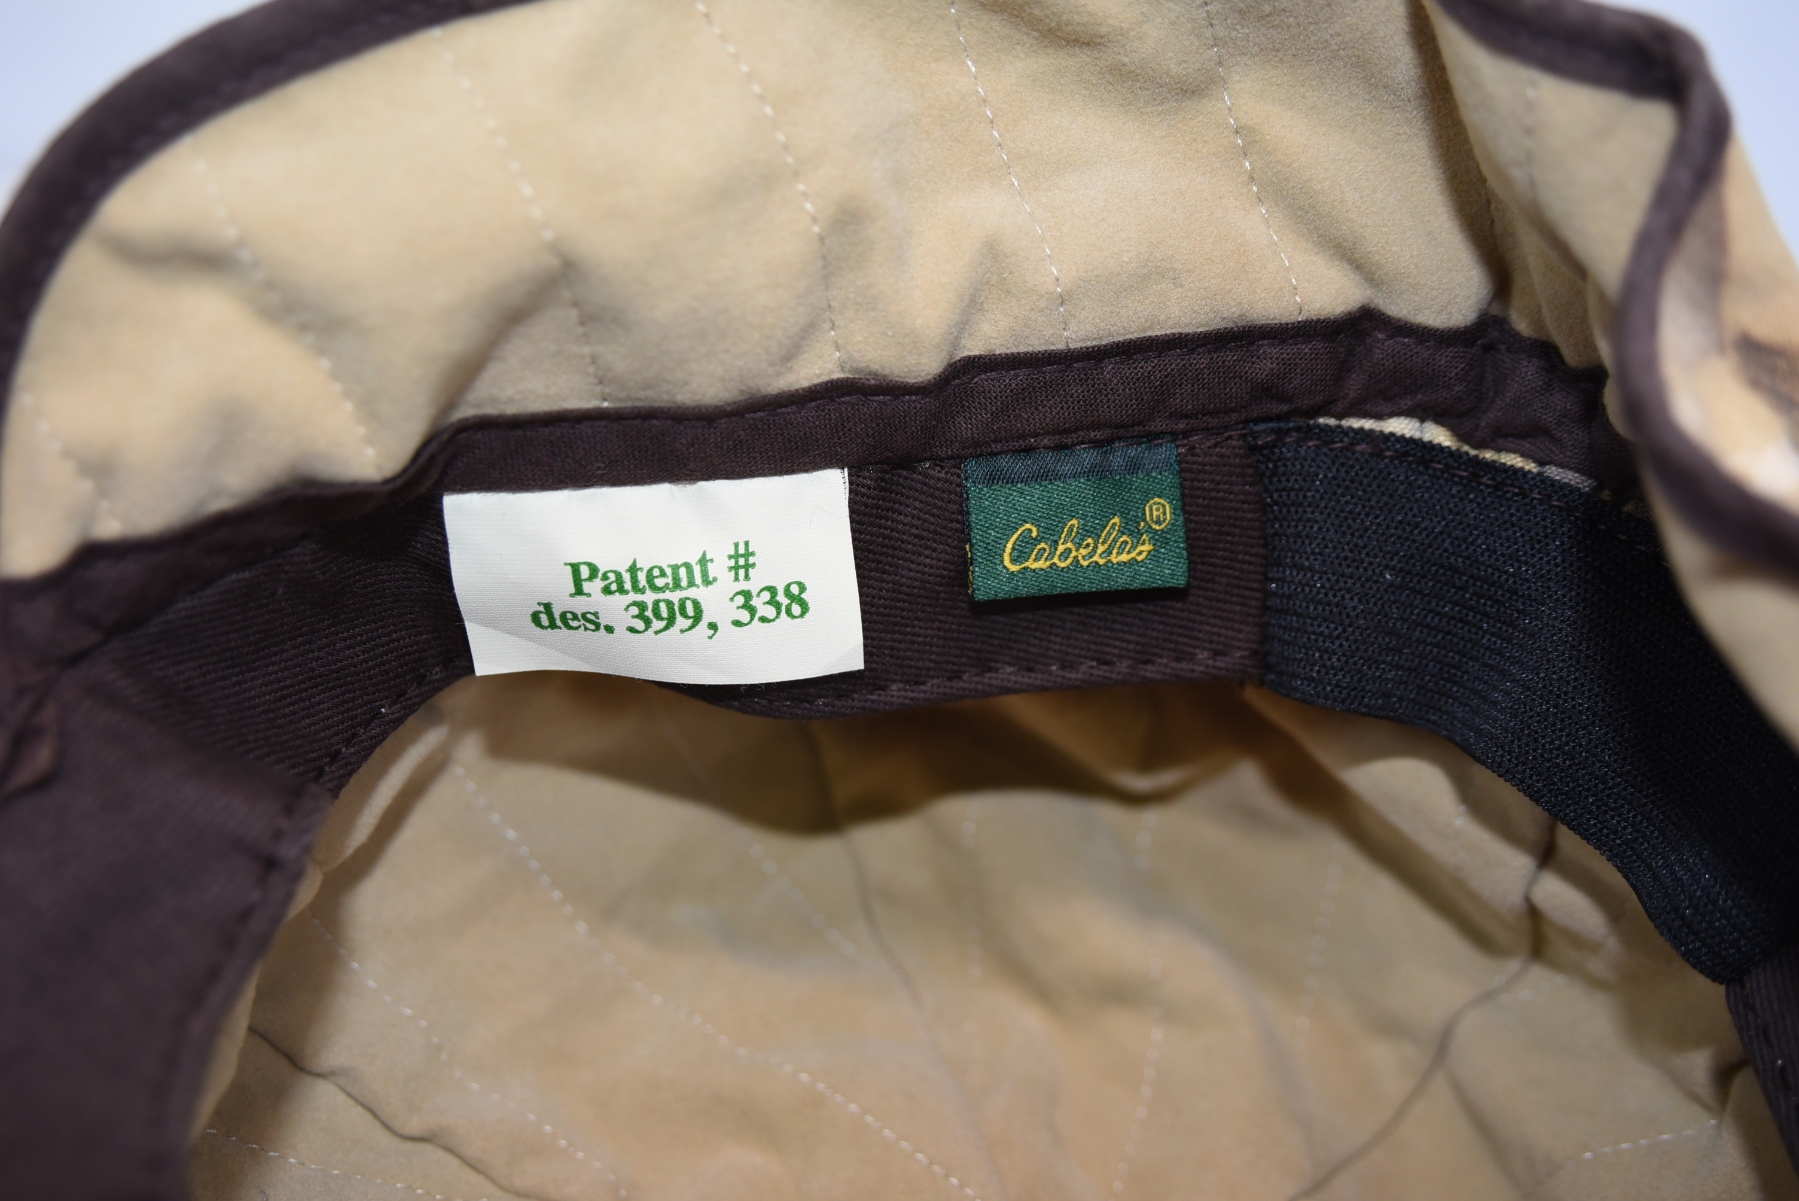 Patent #
des. 399, 338
Cabela's®